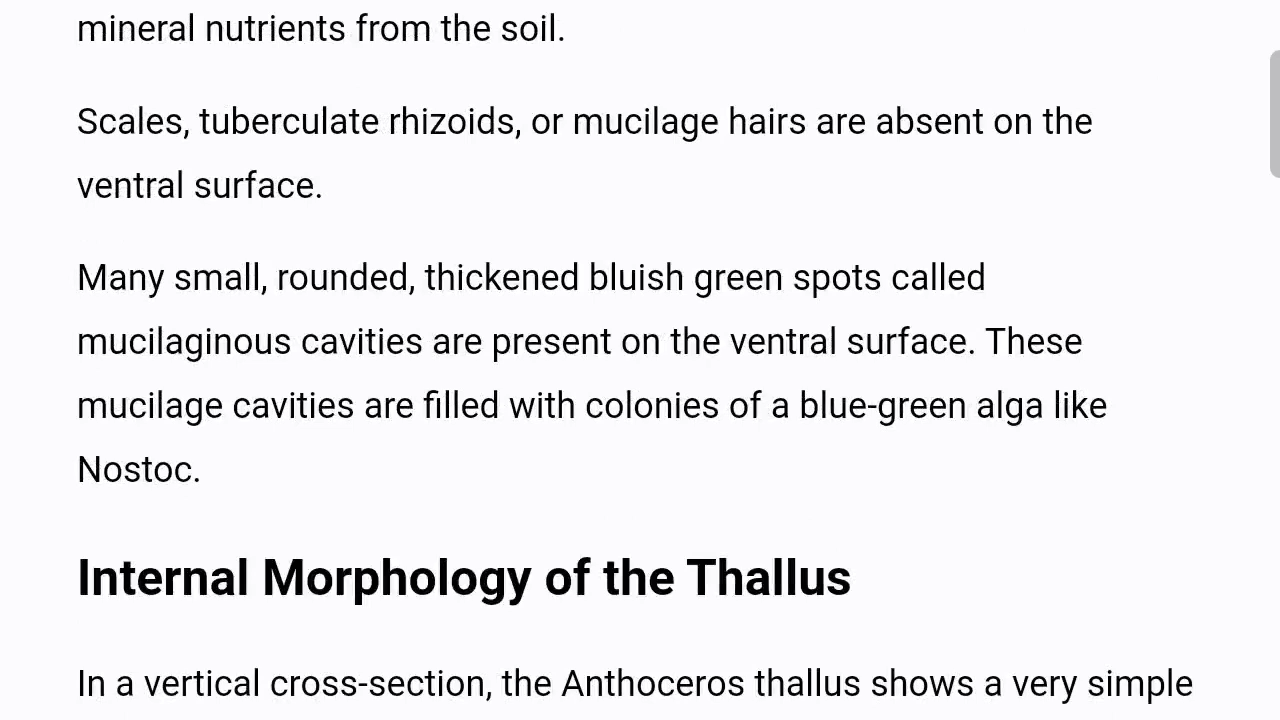 mineral nutrients from the soil.
Scales, tuberculate rhizoids, or mucilage hairs are absent on the
ventral surface.
Many small, rounded, thickened bluish green spots called
mucilaginous cavities are present on the ventral surface. These
mucilage cavities are filled with colonies of a blue-green alga like
Nostoc.
Internal Morphology of the Thallus
In a vertical cross-section, the Anthoceros thallus shows a very simple